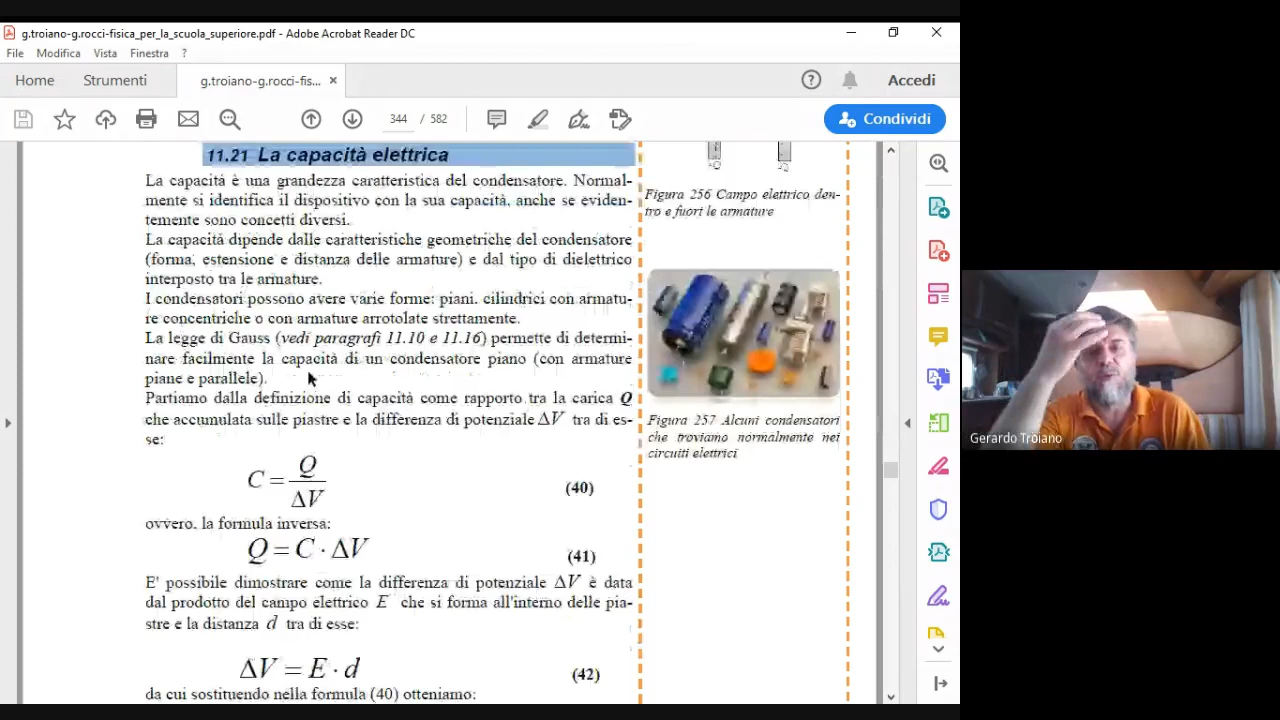 g.troiano-g.rocci-fisica_per_la_scuola_superiore.pdf - Adobe Acrobat Reader DC
File Modifica Vista Finestra ?
Home Strumenti g.troiano-g.rocci-fis... × Accedi
344 / 582 Condividi
11.21 La capacità elettrica
La capacità è una grandezza caratteristica del condensatore. Normal-
mente si identifica il dispositivo con la sua capacità, anche se eviden-
temente sono concetti diversi.
La capacità dipende dalle caratteristiche geometriche del condensatore
(forma, estensione e distanza delle armature) e dal tipo di dielettrico
interposto tra le armature.
I condensatori possono avere varie forme: piani, cilindrici con armatu-
re concentriche o con armature arrotolate strettamente.
La legge di Gauss (vedi paragrafi 11.10 e 11.16) permette di determi-
nare facilmente la capacità di un condensatore piano (con armature
piane e parallele).
Partiamo dalla definizione di capacità come rapporto tra la carica Q
che accumulata sulle piastre e la differenza di potenziale ΔV tra di es-
se:
C = Q / ΔV (40)
ovvero, la formula inversa:
Q = C · ΔV (41)
E' possibile dimostrare come la differenza di potenziale ΔV è data
dal prodotto del campo elettrico E che si forma all'interno delle pia-
stre e la distanza d tra di esse:
ΔV = E · d (42)
da cui sostituendo nella formula (40) otteniamo:
Figura 256 Campo elettrico den-
tro e fuori le armature
Figura 257 Alcuni condensatori
che troviamo normalmente nei
circuiti elettrici
Gerardo Troiano